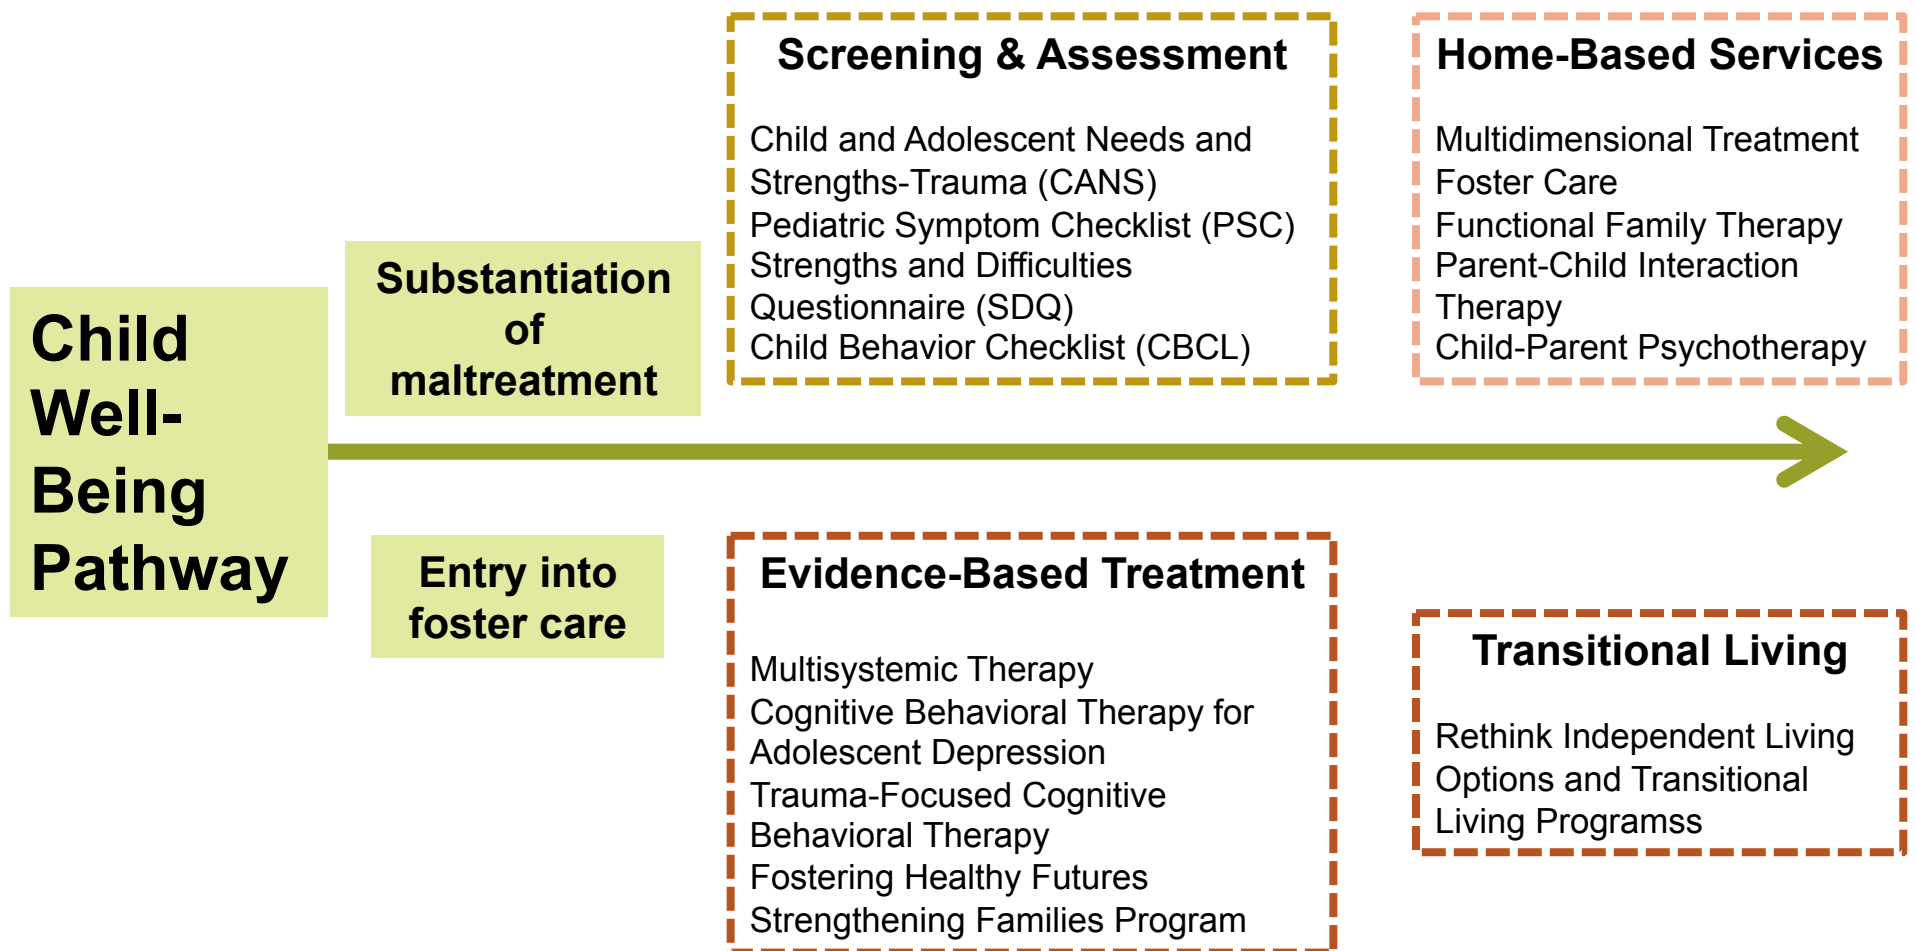 Child
Well-
Being
Pathway
Substantiation
of
maltreatment
Entry into
foster care
Screening & Assessment
Child and Adolescent Needs and
Strengths-Trauma (CANS)
Pediatric Symptom Checklist (PSC)
Strengths and Difficulties
Questionnaire (SDQ)
Child Behavior Checklist (CBCL)
Home-Based Services
Multidimensional Treatment
Foster Care
Functional Family Therapy
Parent-Child Interaction
Therapy
Child-Parent Psychotherapy
Evidence-Based Treatment
Multisystemic Therapy
Cognitive Behavioral Therapy for
Adolescent Depression
Trauma-Focused Cognitive
Behavioral Therapy
Fostering Healthy Futures
Strengthening Families Program
Transitional Living
Rethink Independent Living
Options and Transitional
Living Programss